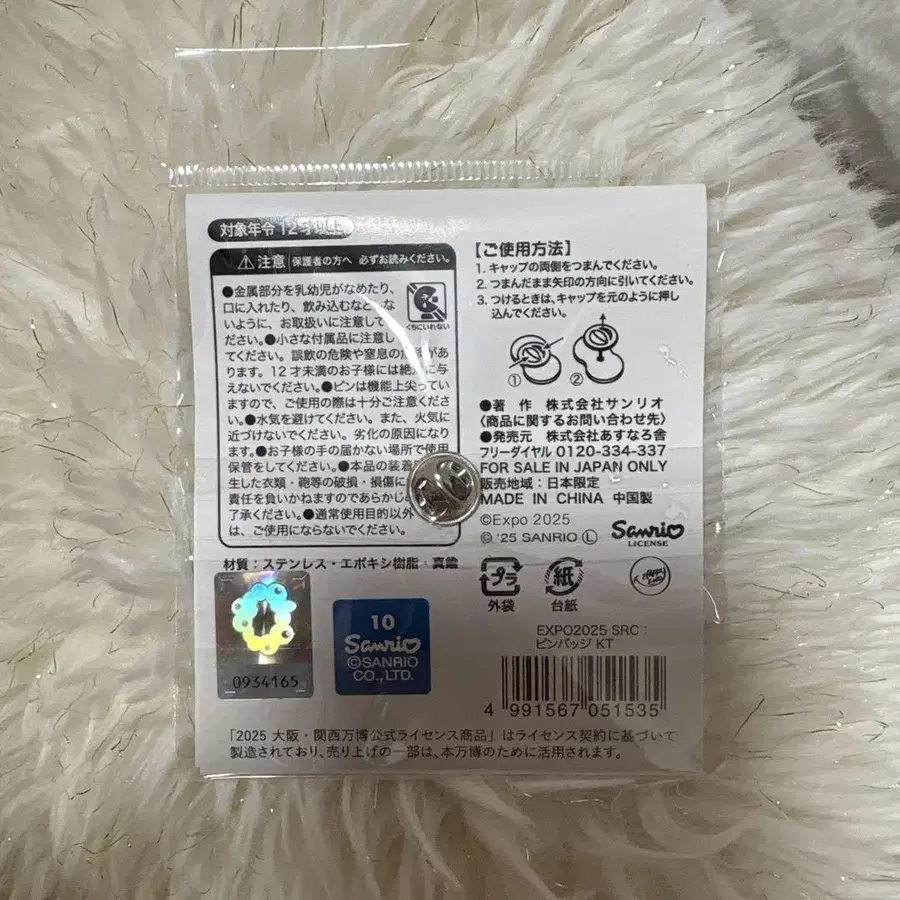 対象年令 12才以上
注意 保護者の方へ 必ずお読みください。
●金属部分を乳幼児がなめたり、
口に入れたり、飲み込むなど
ないように、お取扱いに注意して
ください。●小さな付属品に注意し
てください。誤飲の危険や窒息の危険があ
ります。12才未満のお子様には絶対に与
えないでください。●ピンは機能上尖ってい
ますので、ご使用の際は十分ご注意くださ
い。●水気を避けてください。また、火気に
近づけないでください。劣化の原因になりま
す。●お子様の手の届かない場所で使用
保管をしてください。●本品の装着
生した衣類・鞄等の破損・損傷に
責任を負いかねますのであらかじ
了承ください。●通常使用目的以外
は、ご使用にならないでください。
くちにいれない
材質：ステンレス・エポキシ樹脂・真鍮
【ご使用方法】
1. キャップの両側をつまんでください。
2. つまんだまま矢印の方向に引いてください。
3. つけるときは、キャップを元のように押し
込んでください。
① ②
●著 作 株式会社サンリオ
〈商品に関するお問い合わせ先〉
●発売元 株式会社あすなろ舎
フリーダイヤル 0120-334-337
FOR SALE IN JAPAN ONLY
販売地域：日本限定
MADE IN CHINA 中国製
©Expo 2025
© '25 SANRIO Ⓛ
Sanrio
LICENSE
プラ
外袋
紙
台紙
0934165
10
Sanrio
©SANRIO
CO.,LTD.
EXPO2025 SRC：
ピンバッジ KT
4 991567 051535
「2025 大阪・関西万博公式ライセンス商品」はライセンス契約に基づいて
製造されており、売り上げの一部は、本万博のために活用されます。